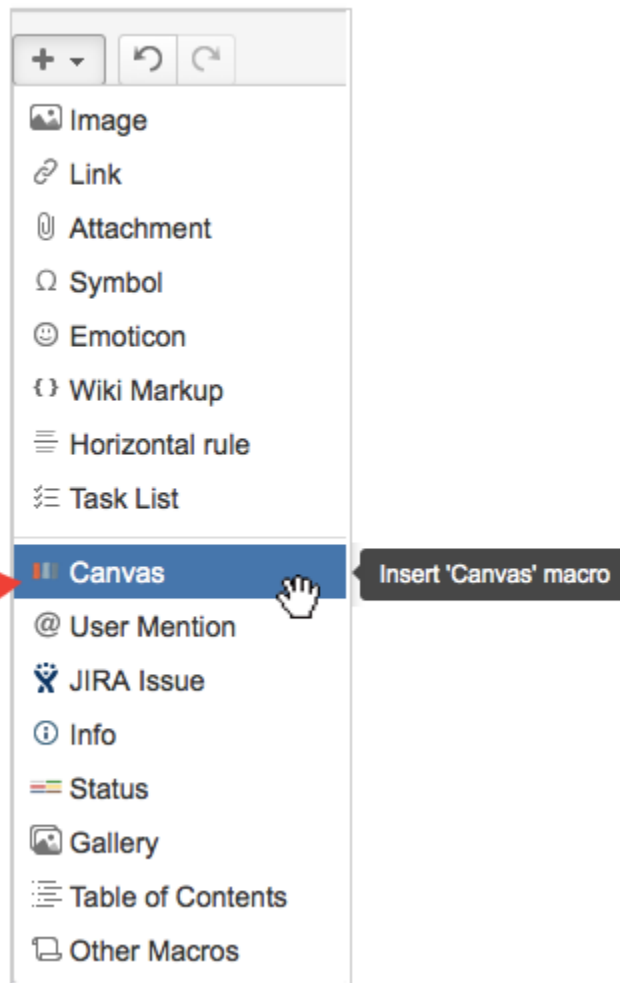 Image
Link
Attachment
Symbol
Emoticon
Wiki Markup
Horizontal rule
Task List
Canvas
Insert 'Canvas' macro
User Mention
JIRA Issue
Info
Status
Gallery
Table of Contents
Other Macros